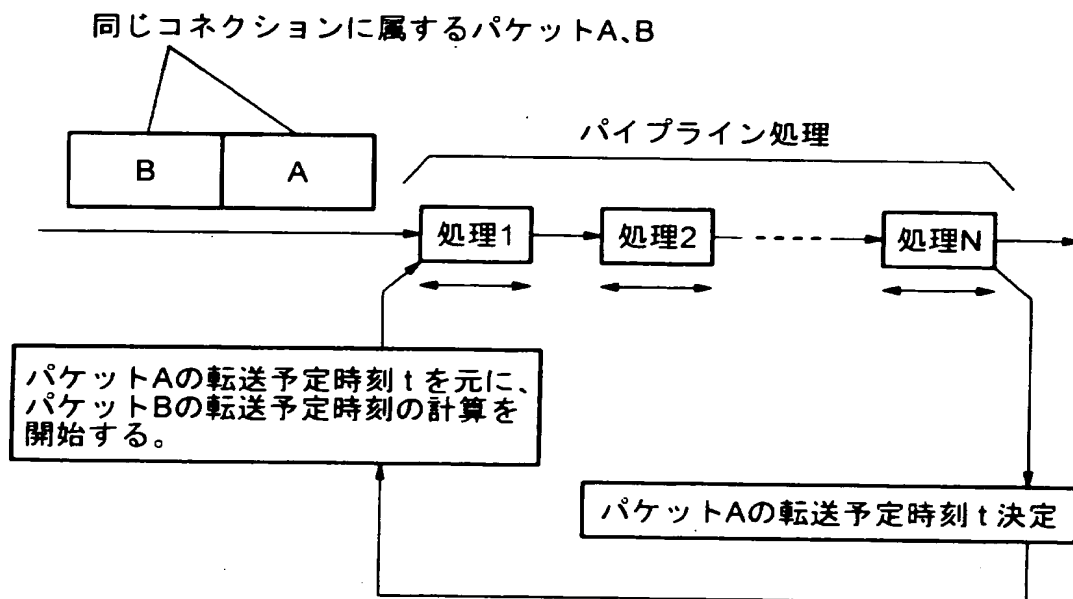 同じコネクションに属するパケットA、B
パイプライン処理
B
A
処理1
処理2
処理N
パケットAの転送予定時刻tを元に、
パケットBの転送予定時刻の計算を
開始する。
パケットAの転送予定時刻t決定